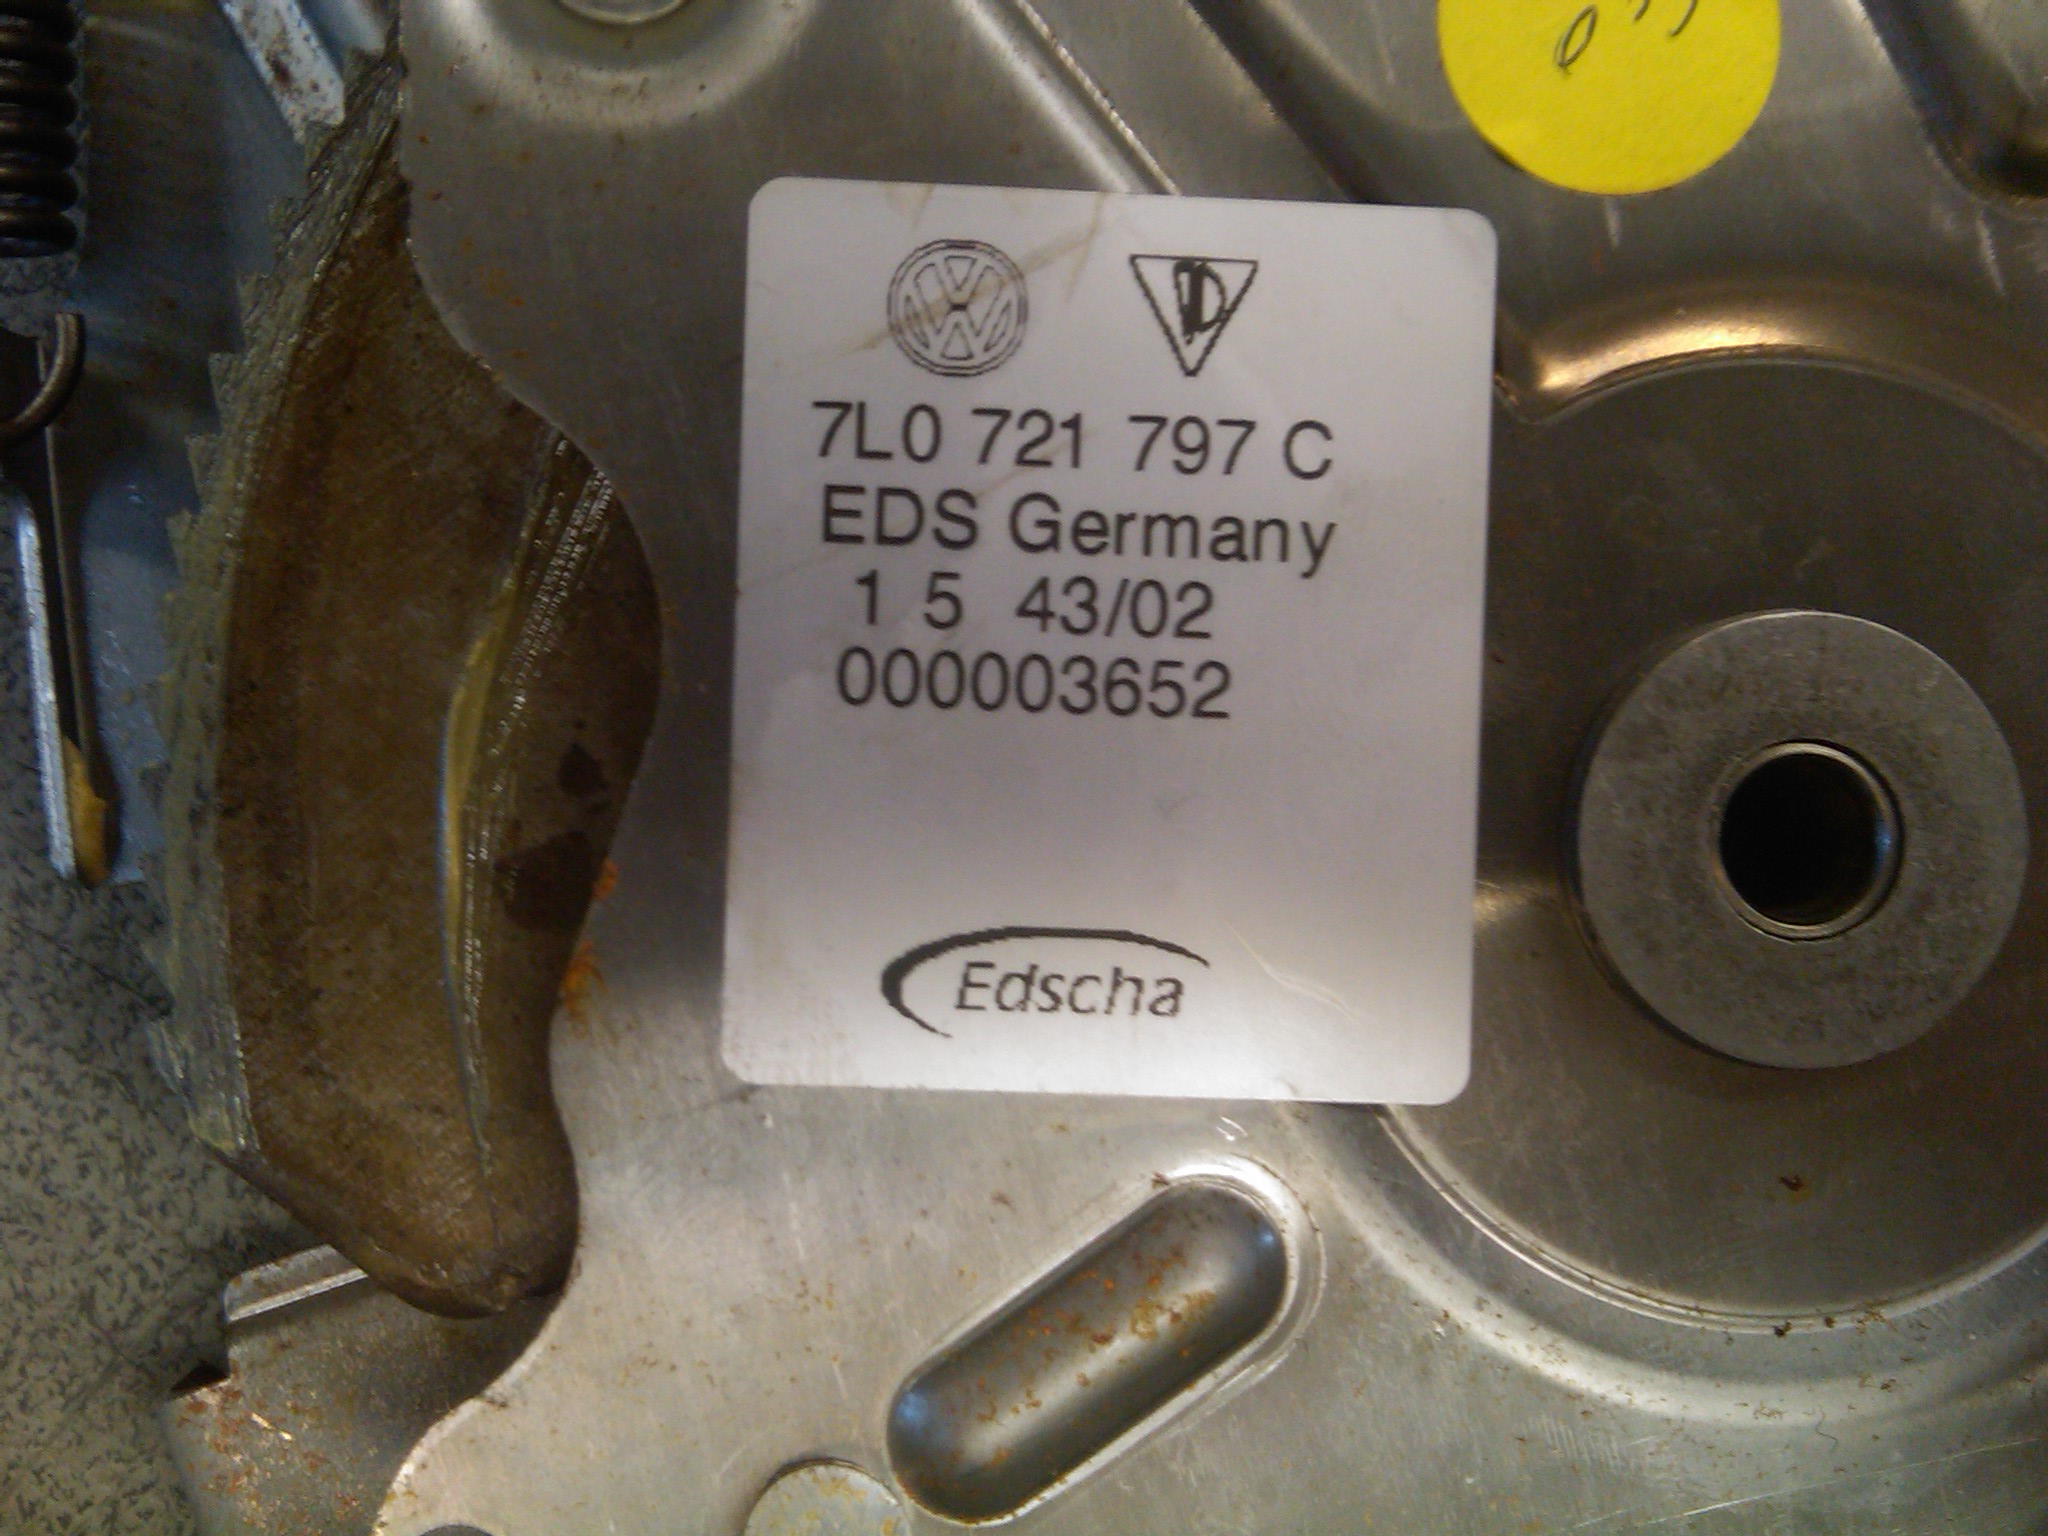 7L0 721 797 C
EDS Germany
1 5 43/02
000003652
Edscha